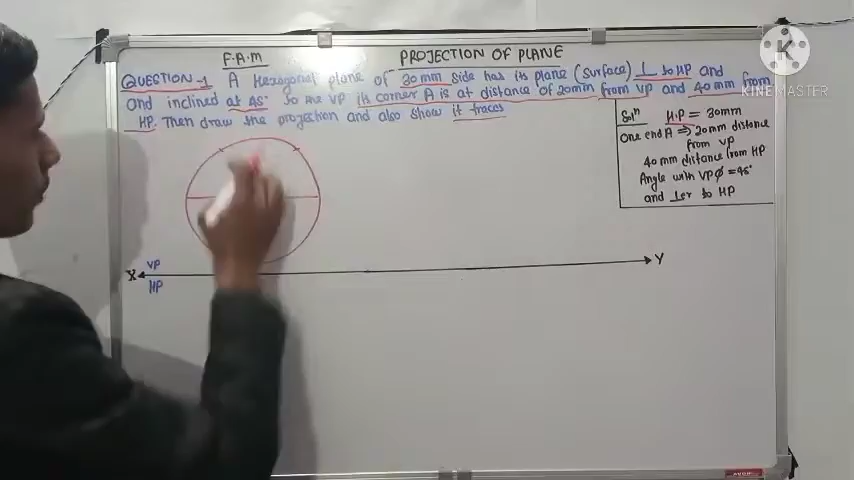 F.A.M
PROJECTION OF PLANE
QUESTION-1 A Hexagonal plane of 30mm side has its plane (surface) ⊥ to HP and
and inclined at 45° to the VP its corner A is at distance of 20mm from VP and 40mm from
HP. Then draw the projection and also show it traces
Solⁿ H.P = 30mm
One end A ⇒ 20mm distance
from VP
40mm distance from HP
Angle with VP ϕ = 45°
and ⊥er to HP
X VP Y
HP
K
KINEMASTER